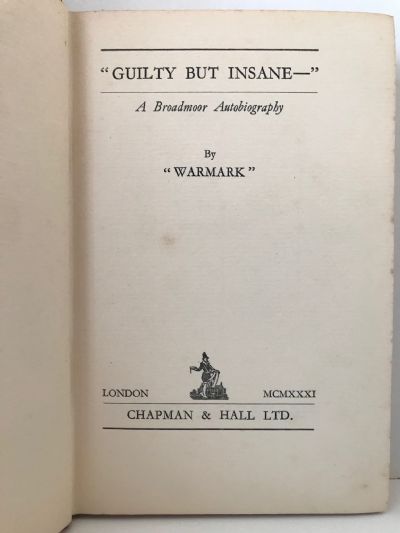 “GUILTY BUT INSANE—”
A Broadmoor Autobiography
By
“WARMARK”
LONDON MCMXXXI
CHAPMAN & HALL LTD.